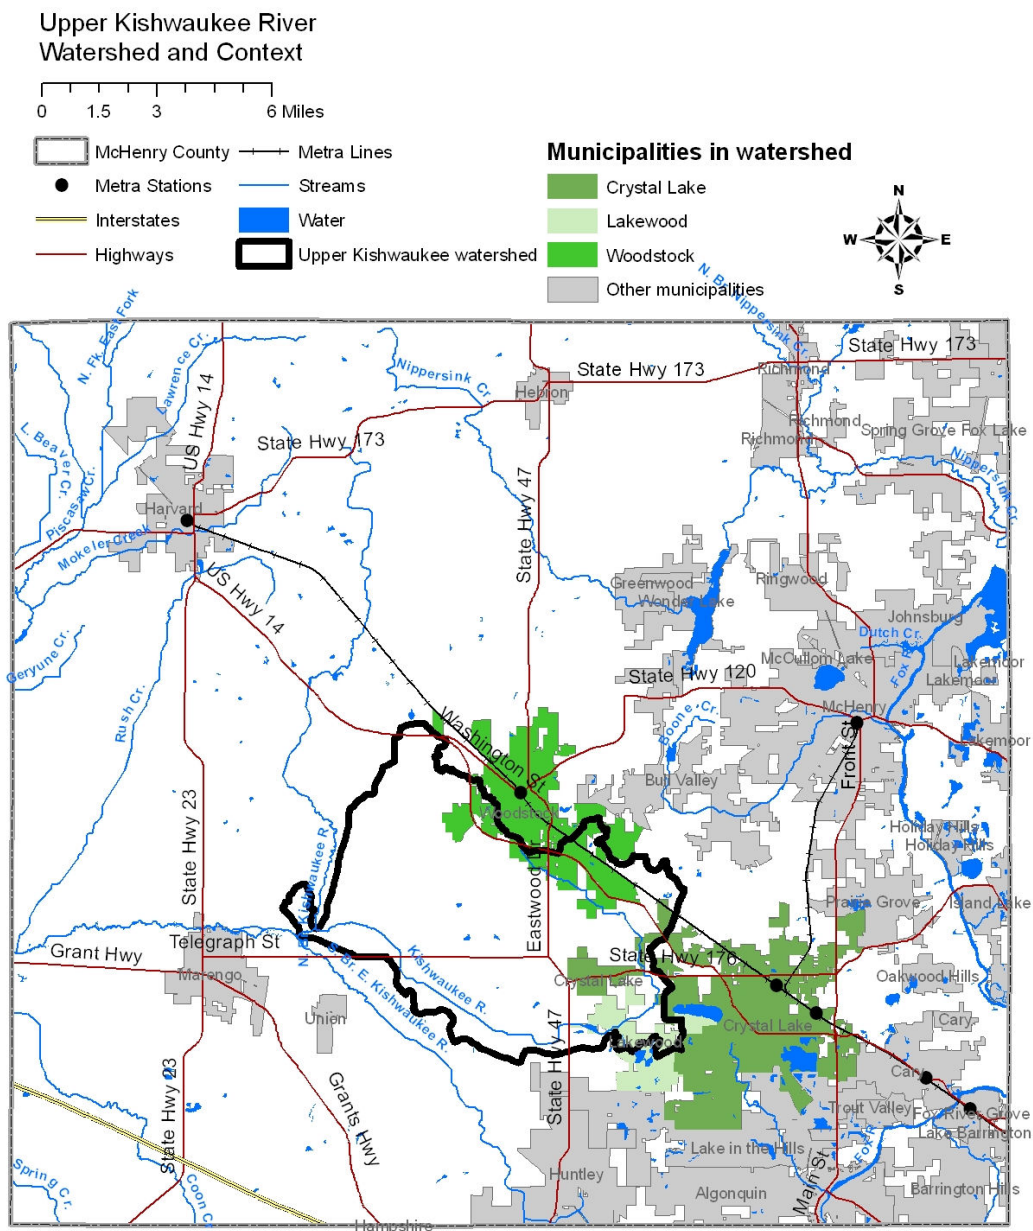 Upper Kishwaukee River
Watershed and Context
0 1.5 3 6 Miles
McHenry County
Metra Lines
Metra Stations
Streams
Interstates
Water
Highways
Upper Kishwaukee watershed
Municipalities in watershed
Crystal Lake
Lakewood
Woodstock
Other municipalities
N
W E
S
N. Fk. East Fork
Lawrence Cr.
N. Br. Nippersink Cr.
State Hwy 173
Nippersink Cr
State Hwy 173
Richmond
Hebron
US Hwy 14
Richmond
Richmond
Spring Grove
Fox Lake
State Hwy 173
L. Beaver Cr.
Piscasaw Cr.
Nippersink Cr.
Harvard
Mokeler Creek
State Hwy 47
US Hwy 14
Greenwood
Wonder Lake
Ringwood
Johnsburg
Dutch Cr.
Geryune Cr.
McCullom Lake
Fox R.
Lakemoor
Lakemoor
State Hwy 120
Rush Cr.
McHenry
Washington St
Boone Cr.
Front St
Lakemoor
Bull Valley
Woodstock
State Hwy 23
Holiday Hills
Holiday Hills
Eastwood Dr
Prairie Grove
Island Lake
Telegraph St
Grant Hwy
Kishwaukee R.
S. Br. E. Kishwaukee R.
State Hwy 176
Marengo
Crystal Lake
Oakwood Hills
Union
Crystal Lake
Cary
Lakewood
State Hwy 47
State Hwy 23
Grants Hwy
Cary
Trout Valley
Fox River Grove
Lake Barrington
Lake in the Hills
Fox R.
Main St
Spring Cr.
Huntley
Algonquin
Barrington Hills
Hampshire